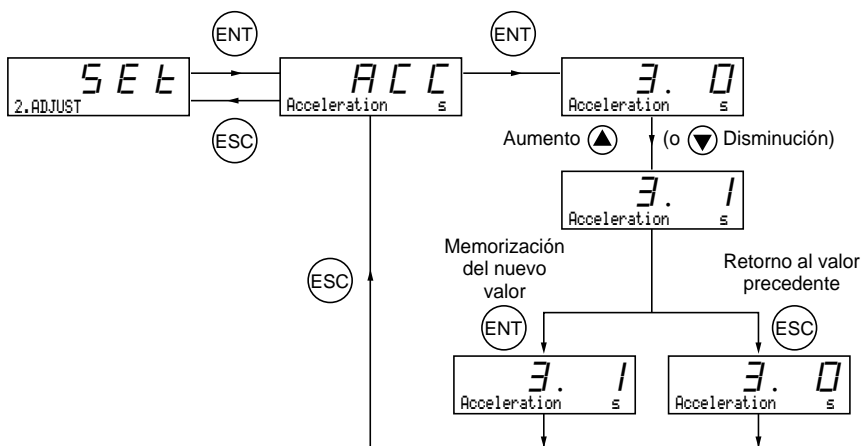 ENT
ENT
SEt
2.ADJUST
ACC
Acceleration s
3. 0
Acceleration s
ESC
Aumento (o Disminución)
3. 1
Acceleration s
ESC
Memorización
del nuevo
valor
ENT
Retorno al valor
precedente
ESC
3. 1
Acceleration s
3. 0
Acceleration s